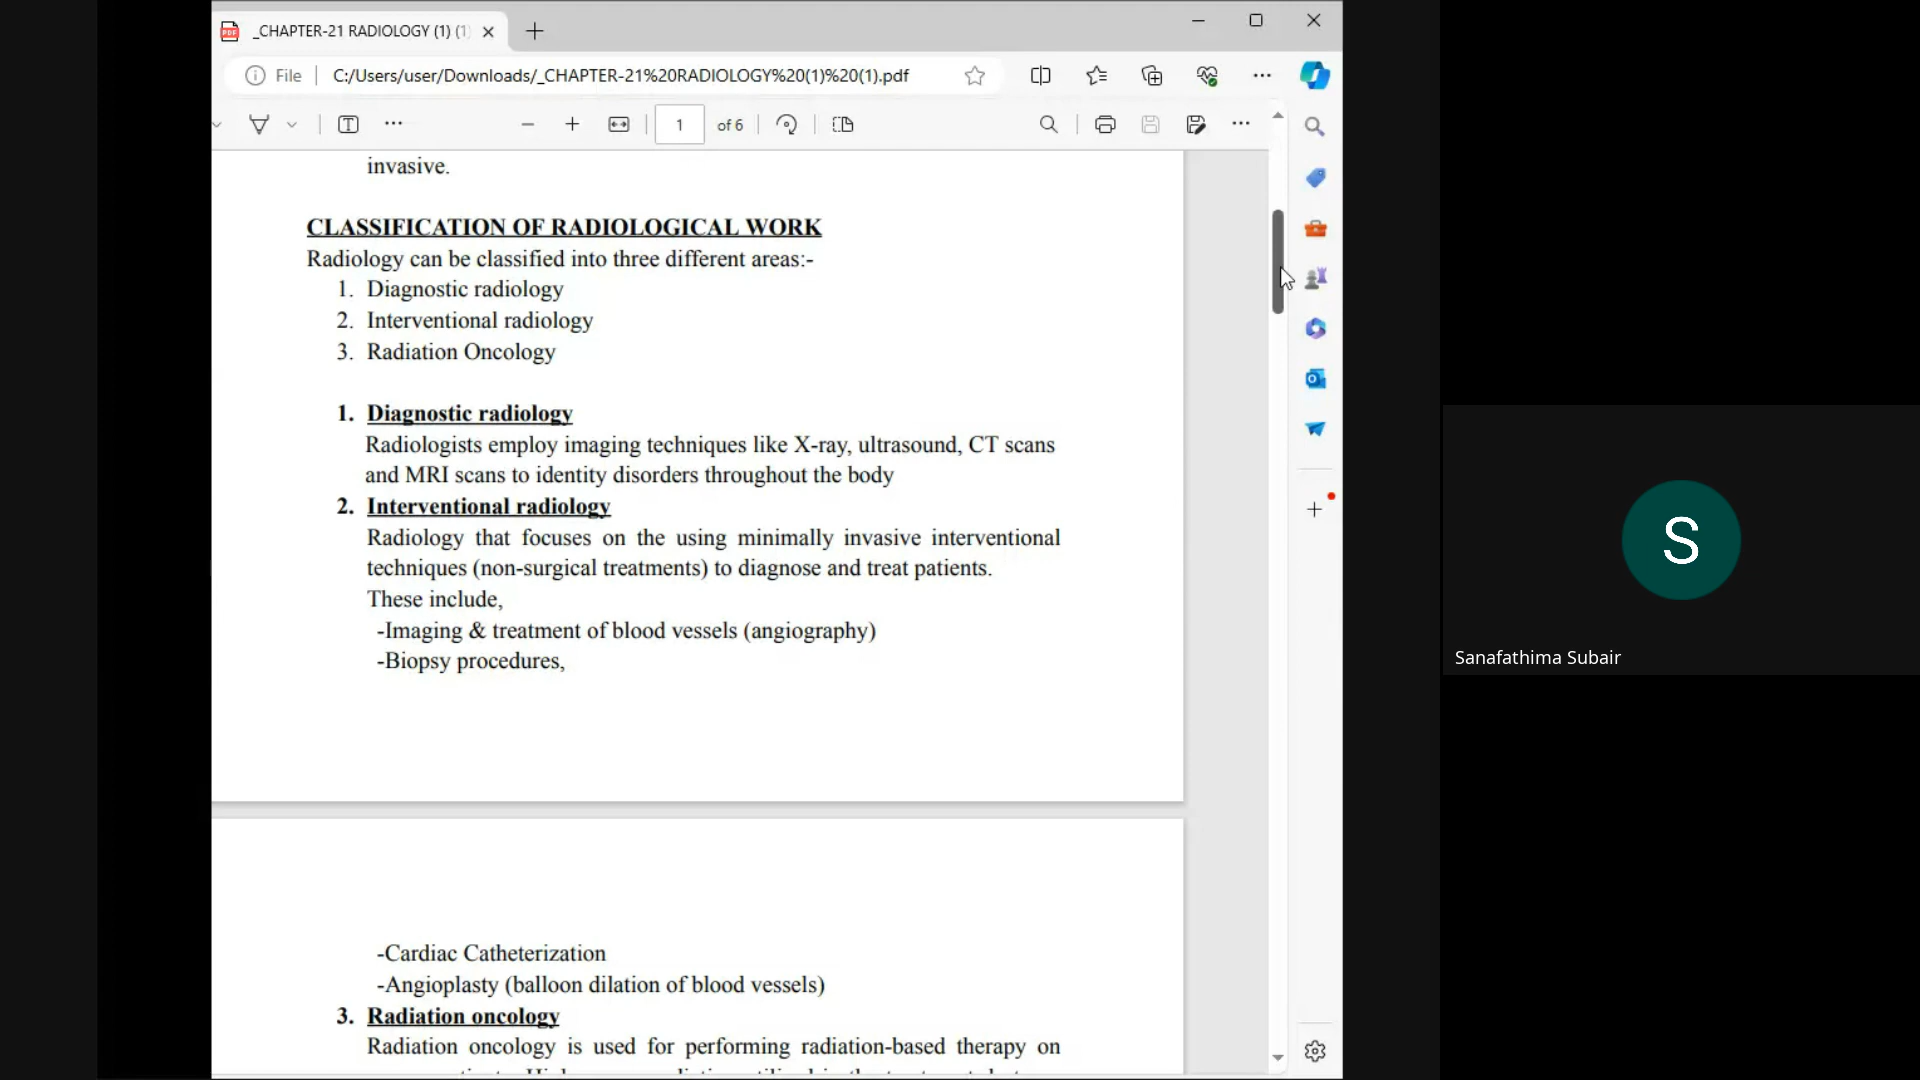 _CHAPTER-21 RADIOLOGY (1) (1)
File
C:/Users/user/Downloads/_CHAPTER-21%20RADIOLOGY%20(1)%20(1).pdf
1 of 6
invasive.
CLASSIFICATION OF RADIOLOGICAL WORK
Radiology can be classified into three different areas:-
1. Diagnostic radiology
2. Interventional radiology
3. Radiation Oncology
1. Diagnostic radiology
Radiologists employ imaging techniques like X-ray, ultrasound, CT scans
and MRI scans to identity disorders throughout the body
2. Interventional radiology
Radiology that focuses on the using minimally invasive interventional
techniques (non-surgical treatments) to diagnose and treat patients.
These include,
-Imaging & treatment of blood vessels (angiography)
-Biopsy procedures,
-Cardiac Catheterization
-Angioplasty (balloon dilation of blood vessels)
3. Radiation oncology
Radiation oncology is used for performing radiation-based therapy on
S
Sanafathima Subair